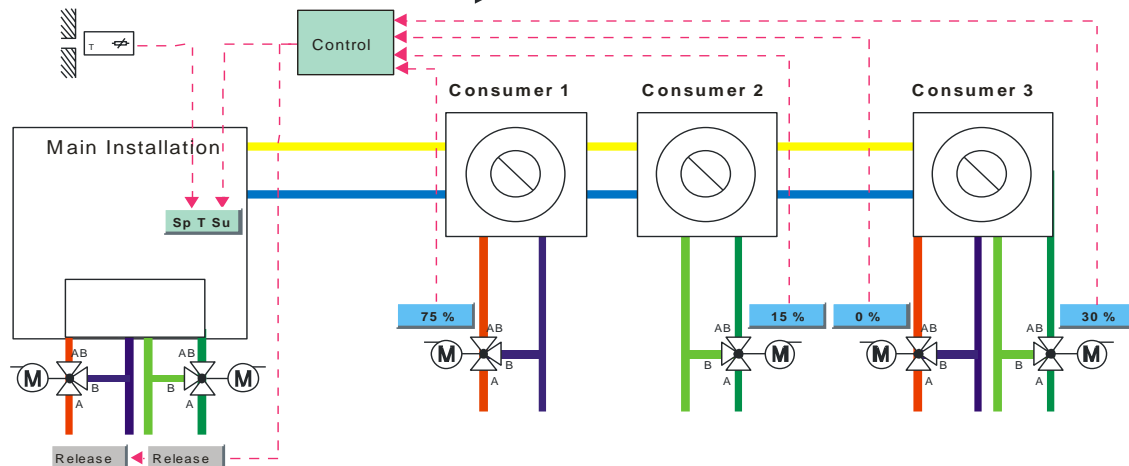 T
Control
Consumer 1
Consumer 2
Consumer 3
Main Installation
Sp T Su
75 %
15 %
0 %
30 %
AB
AB
AB
AB
AB
AB
M
M
M
M
M
M
B
B
B
B
B
B
A
A
A
A
A
A
Release
Release